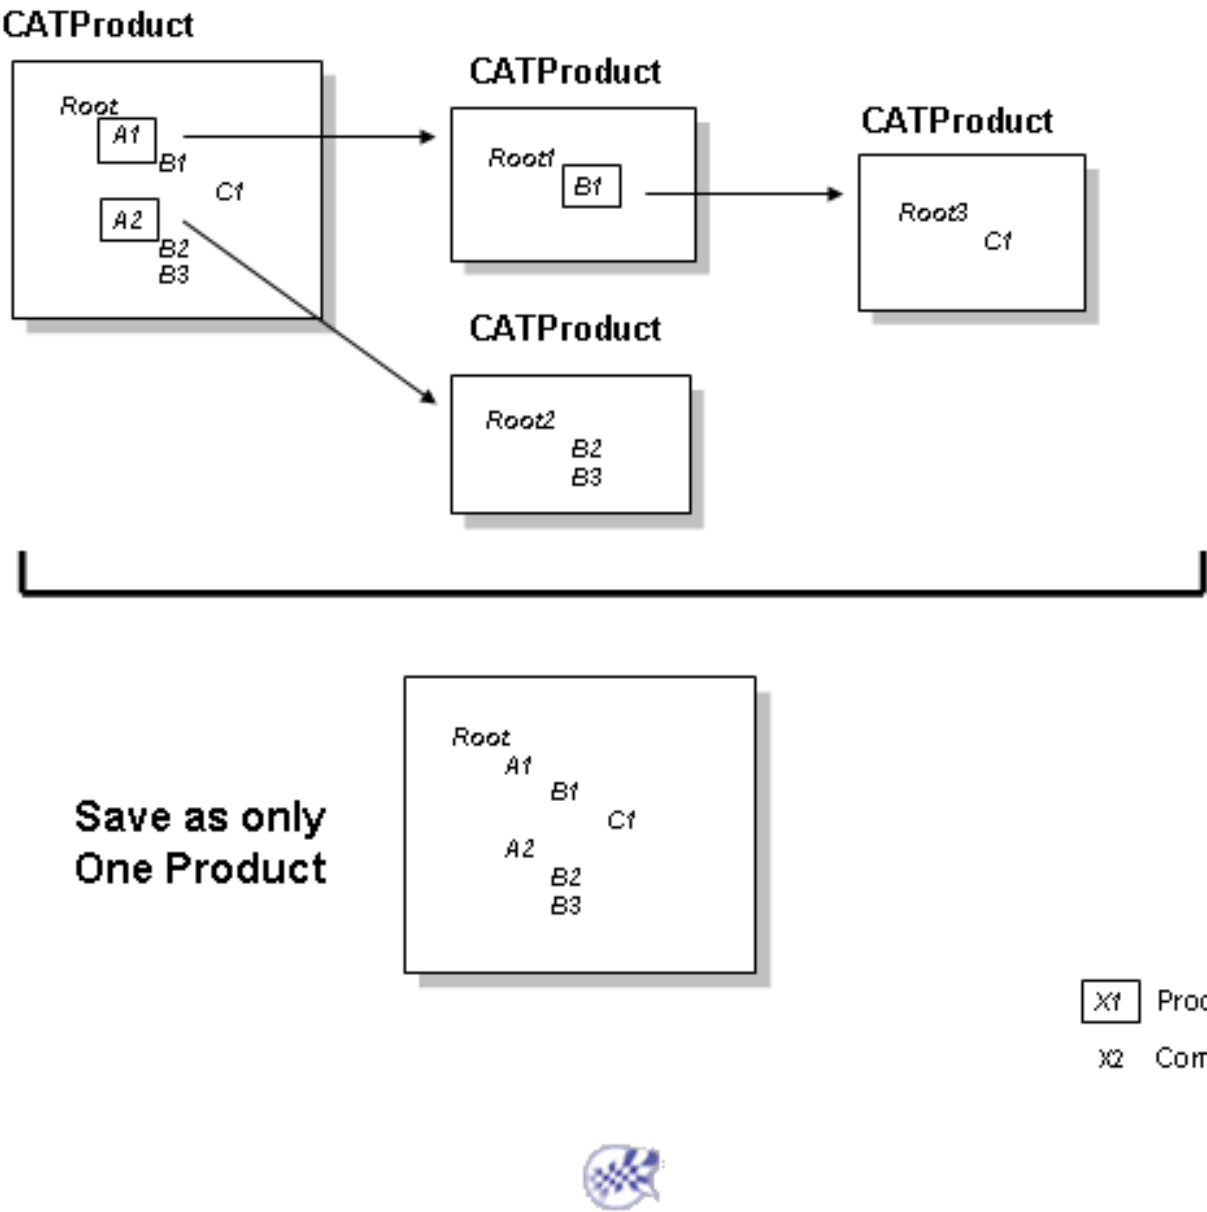 CATProduct
Root
A1
B1
C1
A2
B2
B3
CATProduct
Root1
B1
CATProduct
Root3
C1
CATProduct
Root2
B2
B3
Save as only
One Product
Root
A1
B1
C1
A2
B2
B3
X1
X2